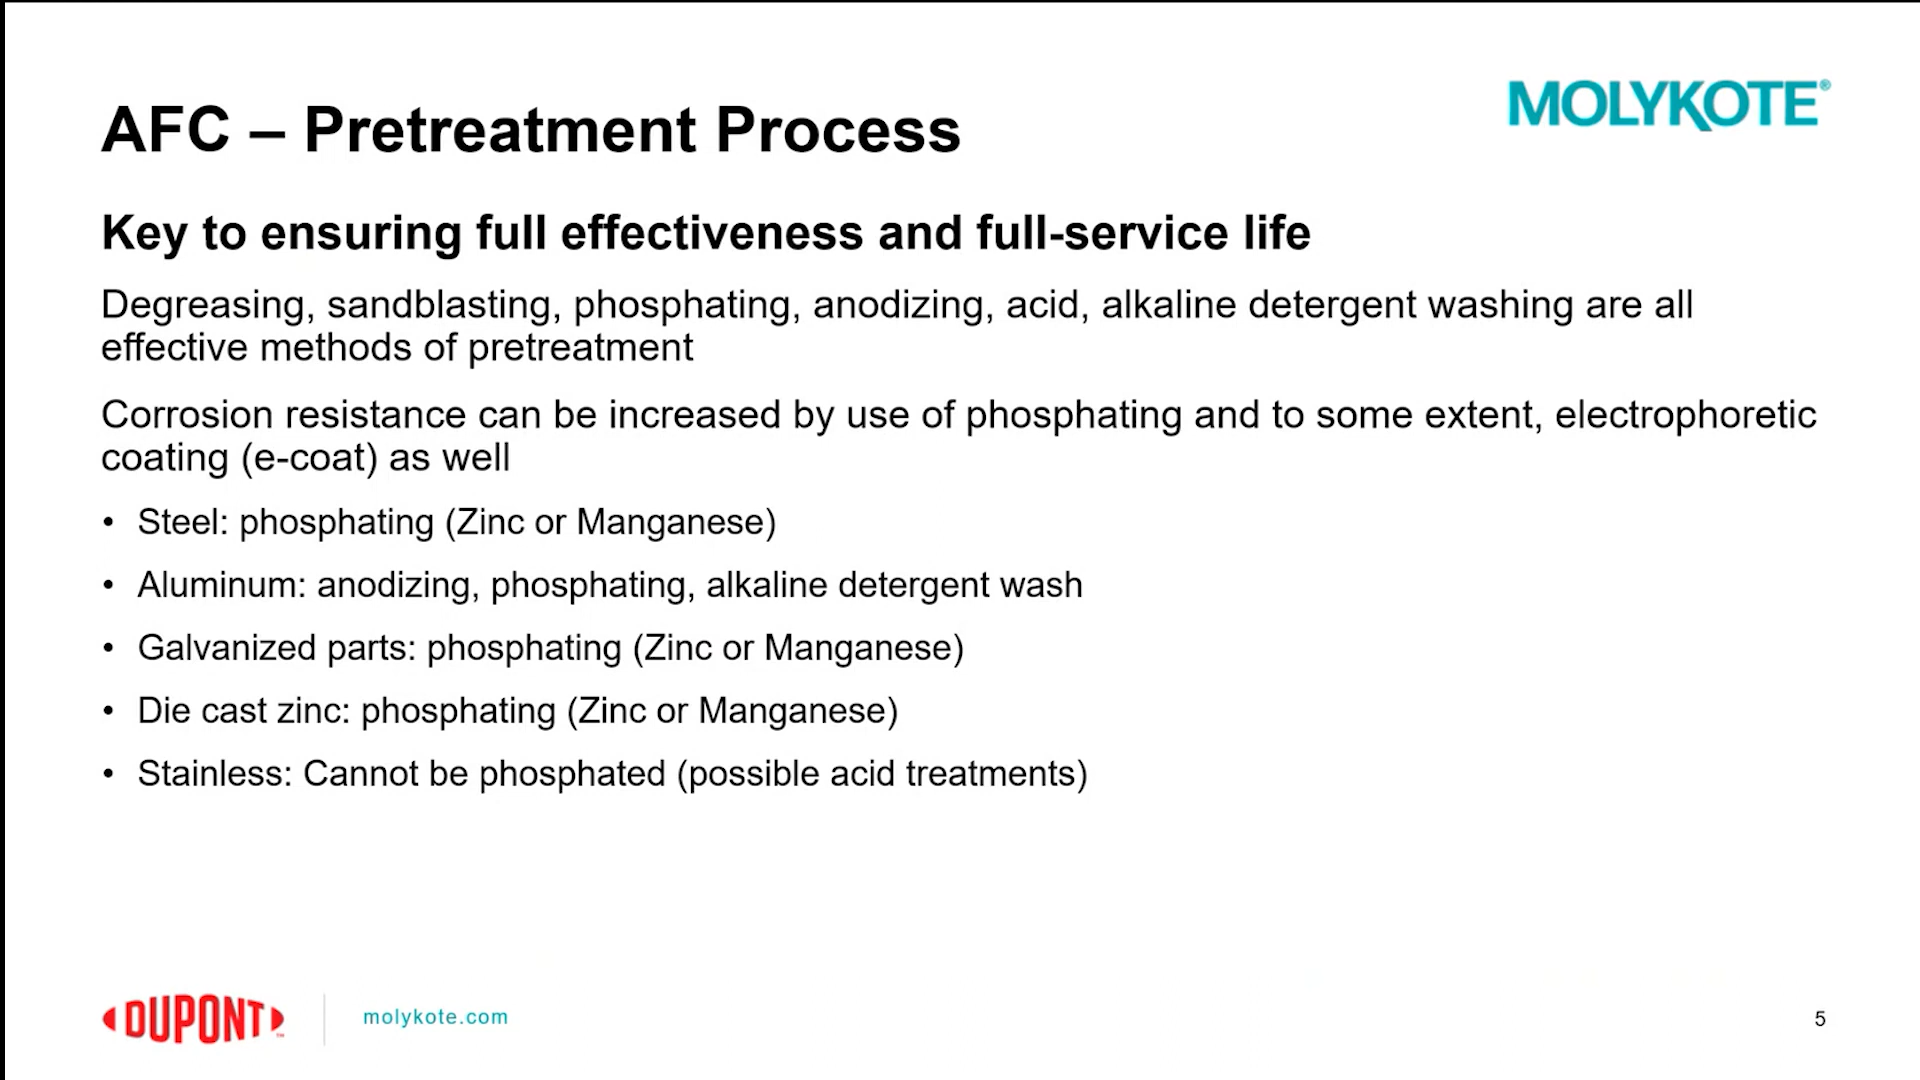 MOLYKOTE®
AFC – Pretreatment Process
Key to ensuring full effectiveness and full-service life
Degreasing, sandblasting, phosphating, anodizing, acid, alkaline detergent washing are all
effective methods of pretreatment
Corrosion resistance can be increased by use of phosphating and to some extent, electrophoretic
coating (e-coat) as well
• Steel: phosphating (Zinc or Manganese)
• Aluminum: anodizing, phosphating, alkaline detergent wash
• Galvanized parts: phosphating (Zinc or Manganese)
• Die cast zinc: phosphating (Zinc or Manganese)
• Stainless: Cannot be phosphated (possible acid treatments)
DUPONT™
molykote.com
5